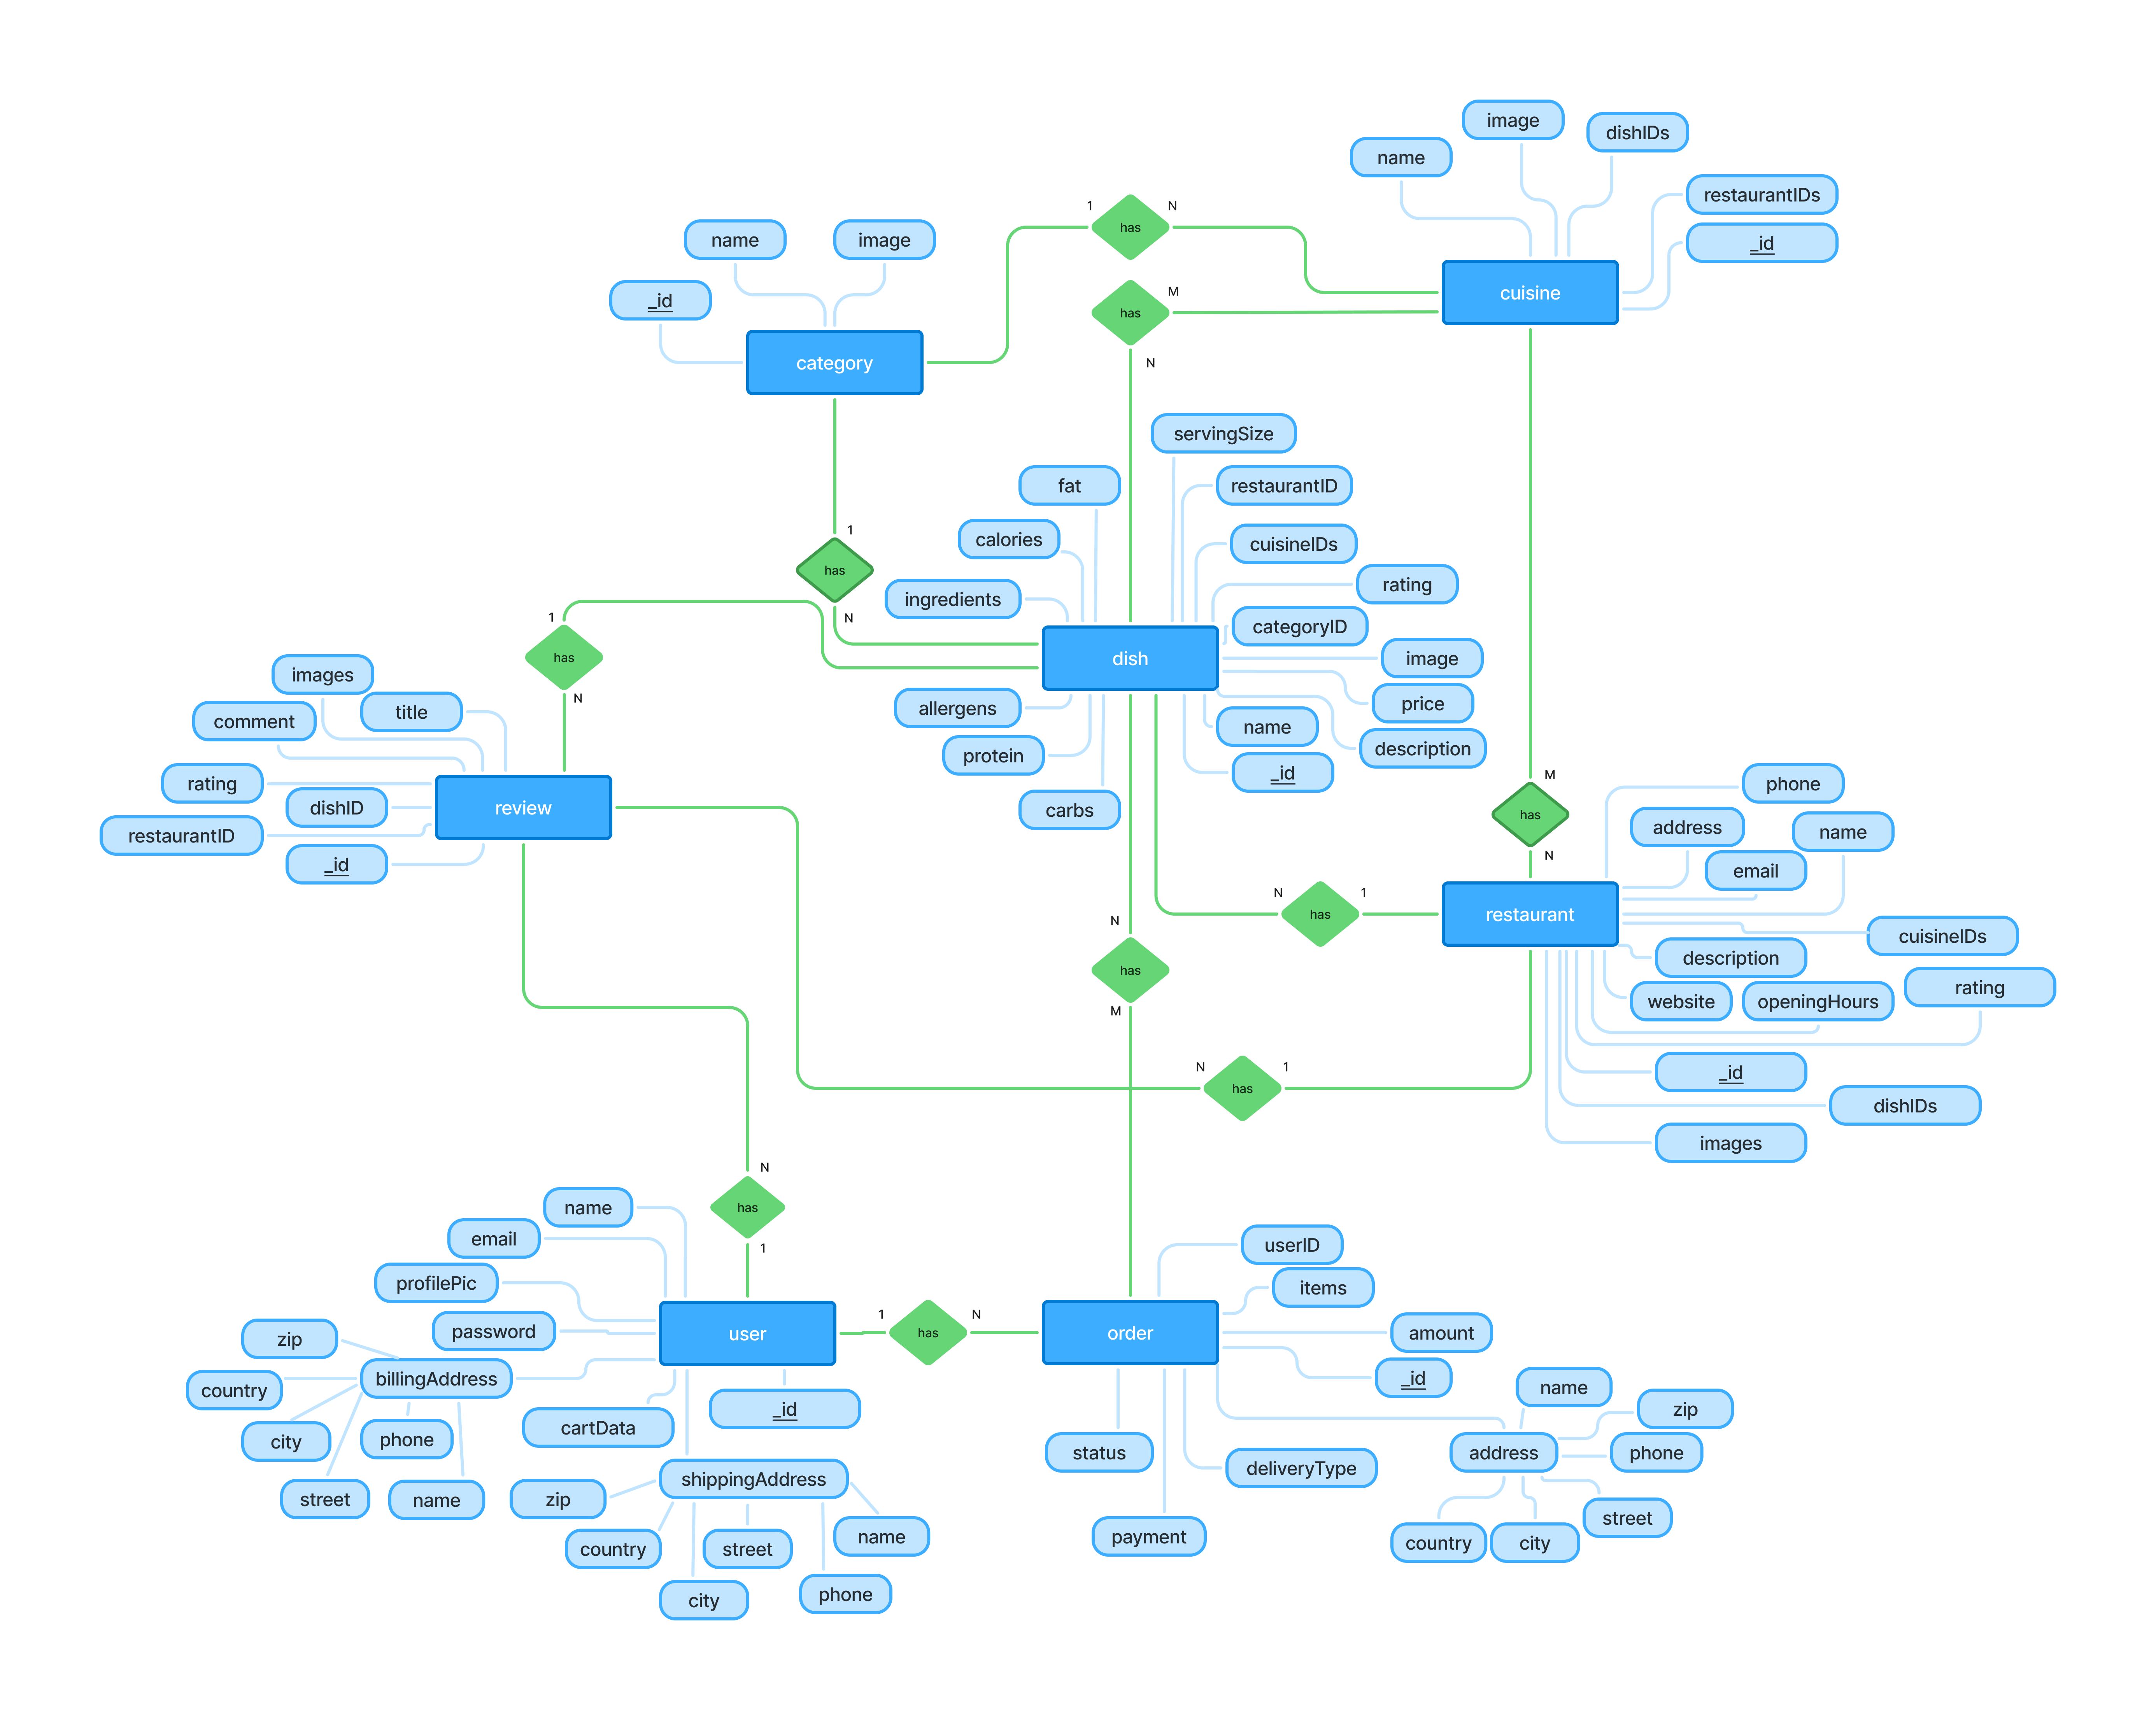 image
dishIDs
name
restaurantIDs
_id
1
N
has
name
image
_id
cuisine
M
has
category
N
servingSize
fat
restaurantID
1
calories
cuisineIDs
has
rating
ingredients
1
N
categoryID
has
dish
image
images
N
title
allergens
price
comment
name
protein
description
_id
M
rating
phone
dishID
review
carbs
has
address
name
restaurantID
N
_id
email
N
1
has
restaurant
N
cuisineIDs
description
has
rating
M
website
openingHours
N
1
has
_id
dishIDs
images
N
name
has
email
1
userID
profilePic
items
1
N
zip
password
user
has
order
amount
country
billingAddress
_id
name
_id
zip
cartData
city
phone
status
address
phone
shippingAddress
deliveryType
street
name
zip
street
name
payment
country
street
country
city
phone
city